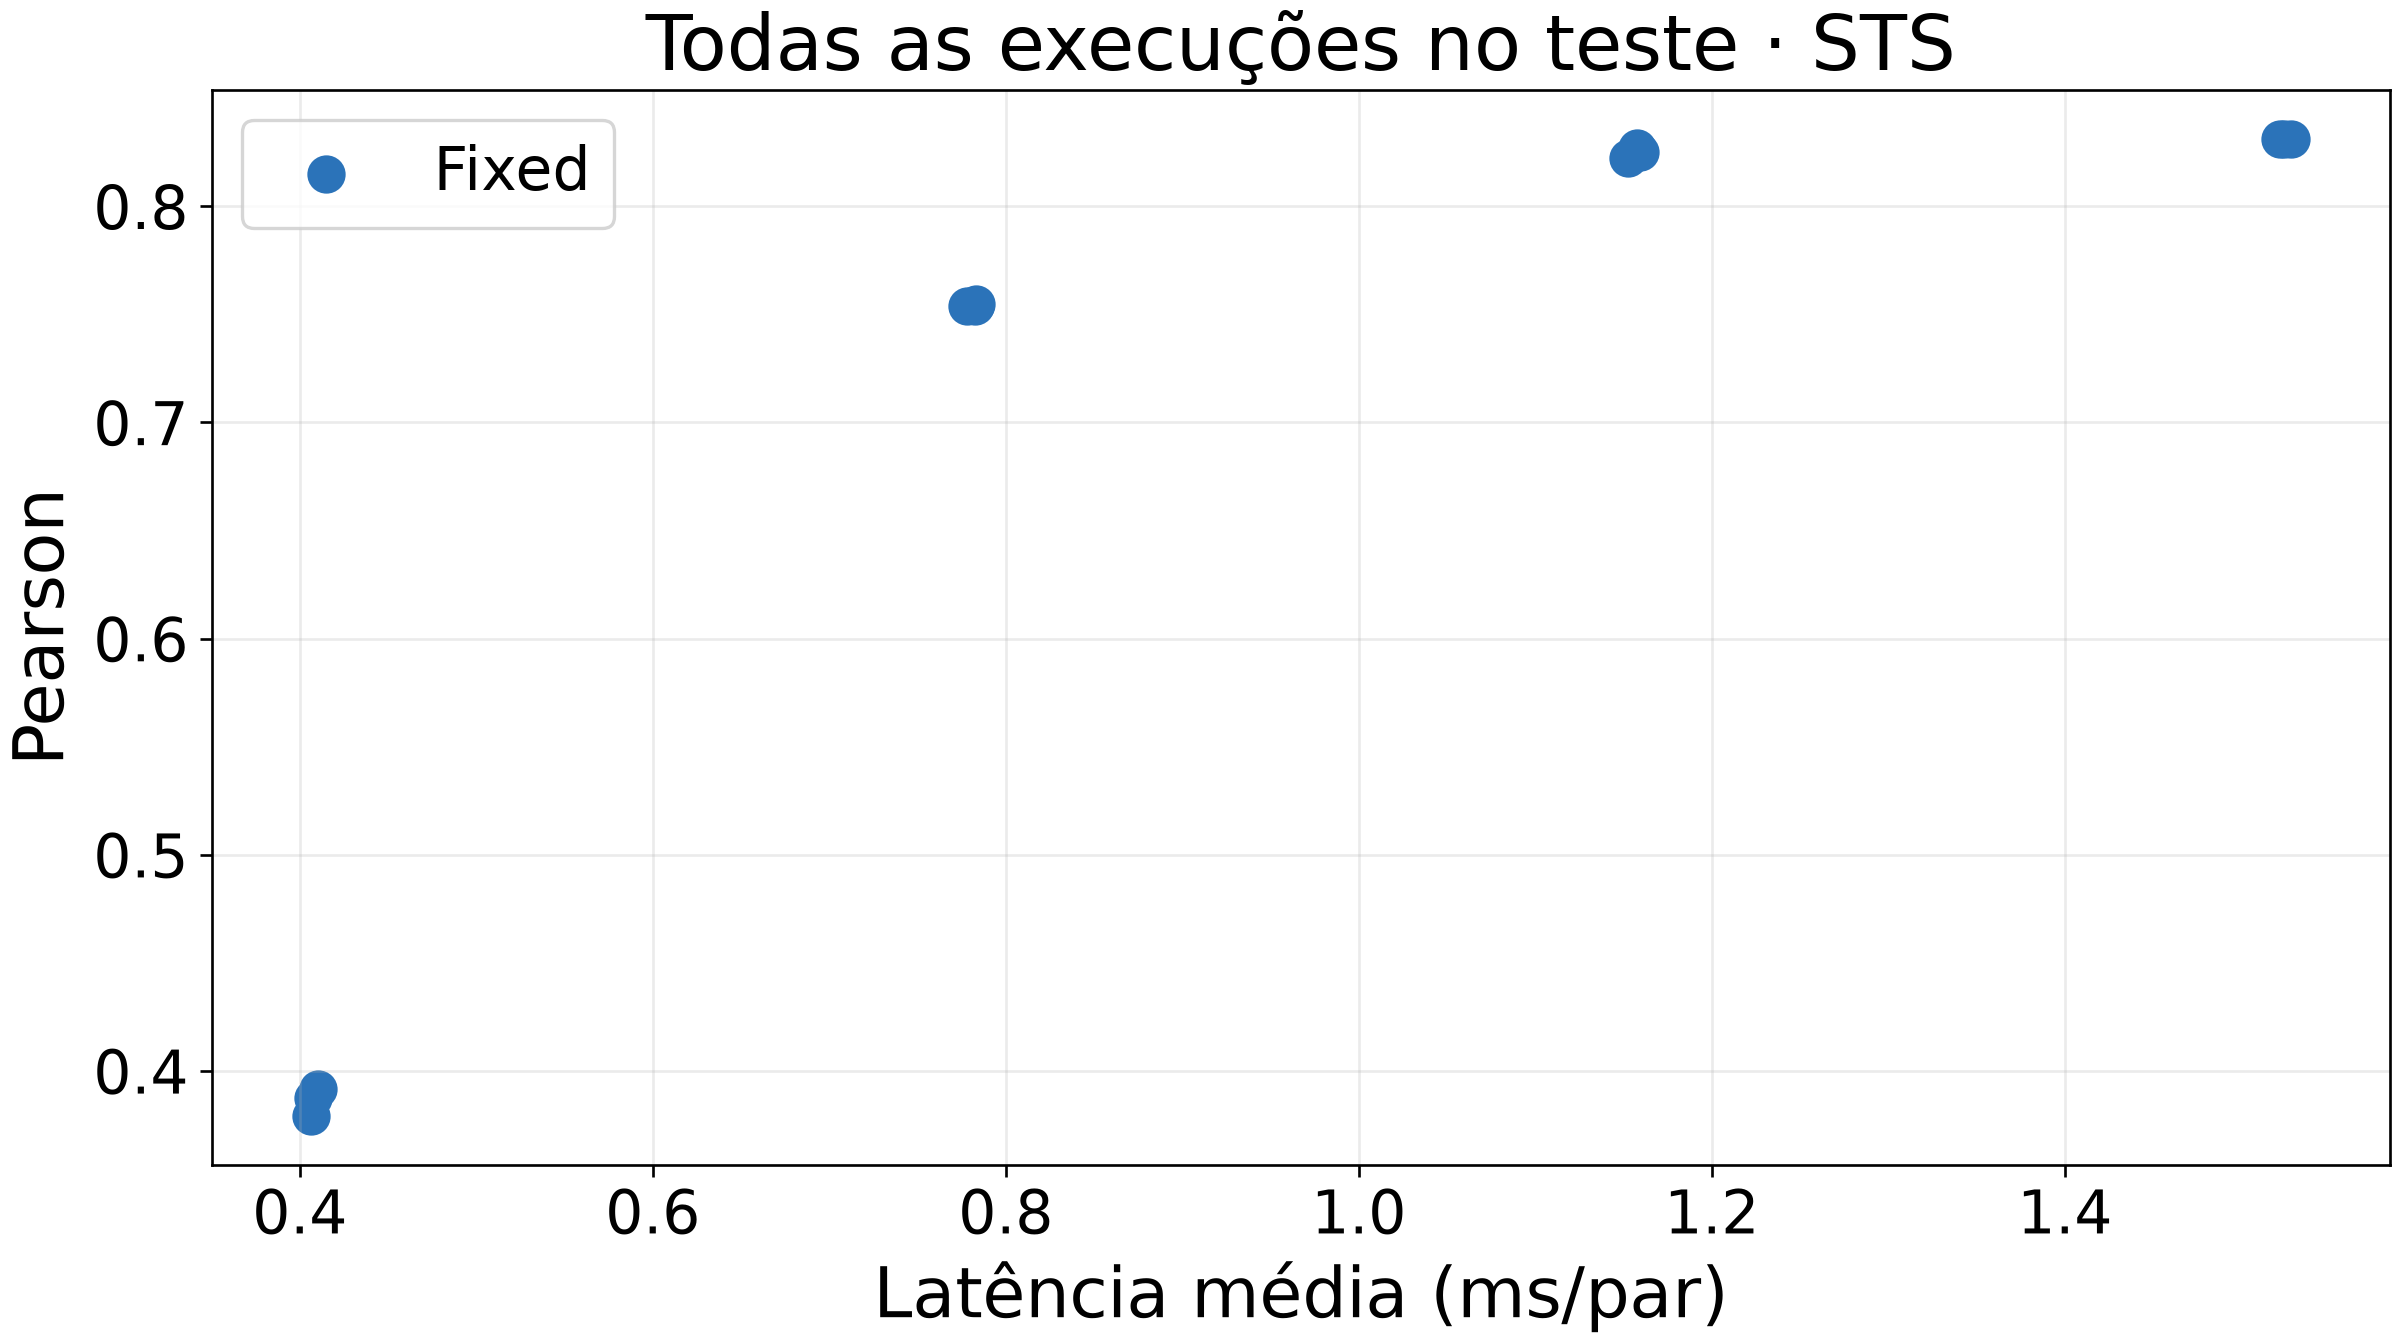 Todas as execuções no teste · STS
Fixed
Pearson
0.8
0.7
0.6
0.5
0.4
0.4 0.6 0.8 1.0 1.2 1.4
Latência média (ms/par)